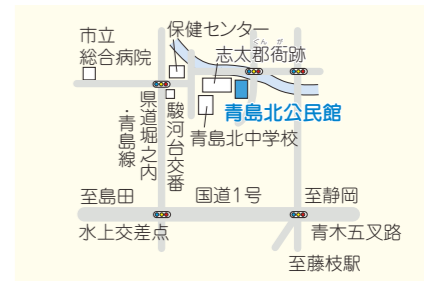 保健センター
市立
総合病院
ぐんが
志太郡衙跡
青島北公民館
県道堀之内
・青島線
駿河台交番
青島北中学校
至島田
国道1号
至静岡
水上交差点
青木五叉路
至藤枝駅